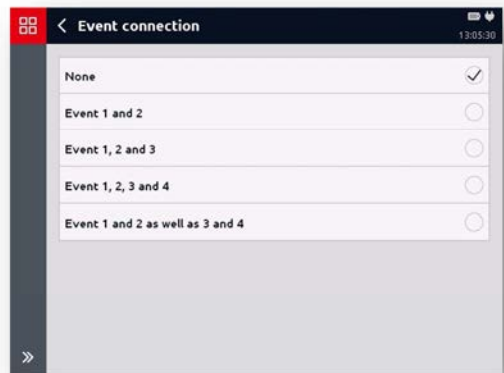 Event connection
13:05:30
None
Event 1 and 2
Event 1, 2 and 3
Event 1, 2, 3 and 4
Event 1 and 2 as well as 3 and 4